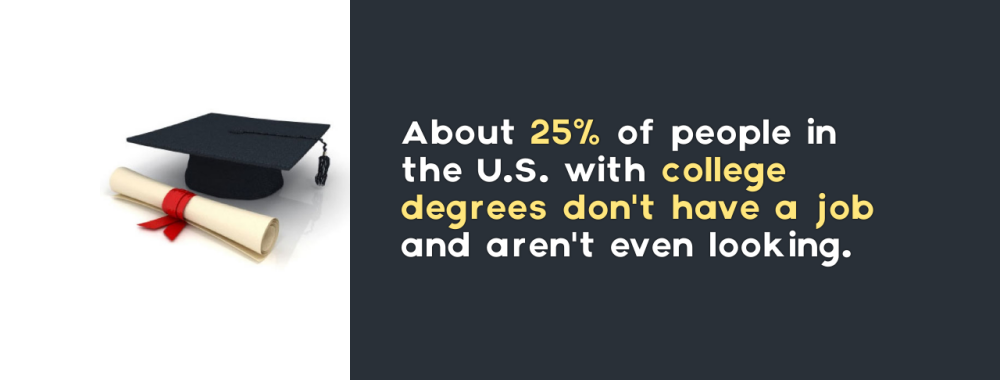 About 25% of people in
the U.S. with college
degrees don't have a job
and aren't even looking.